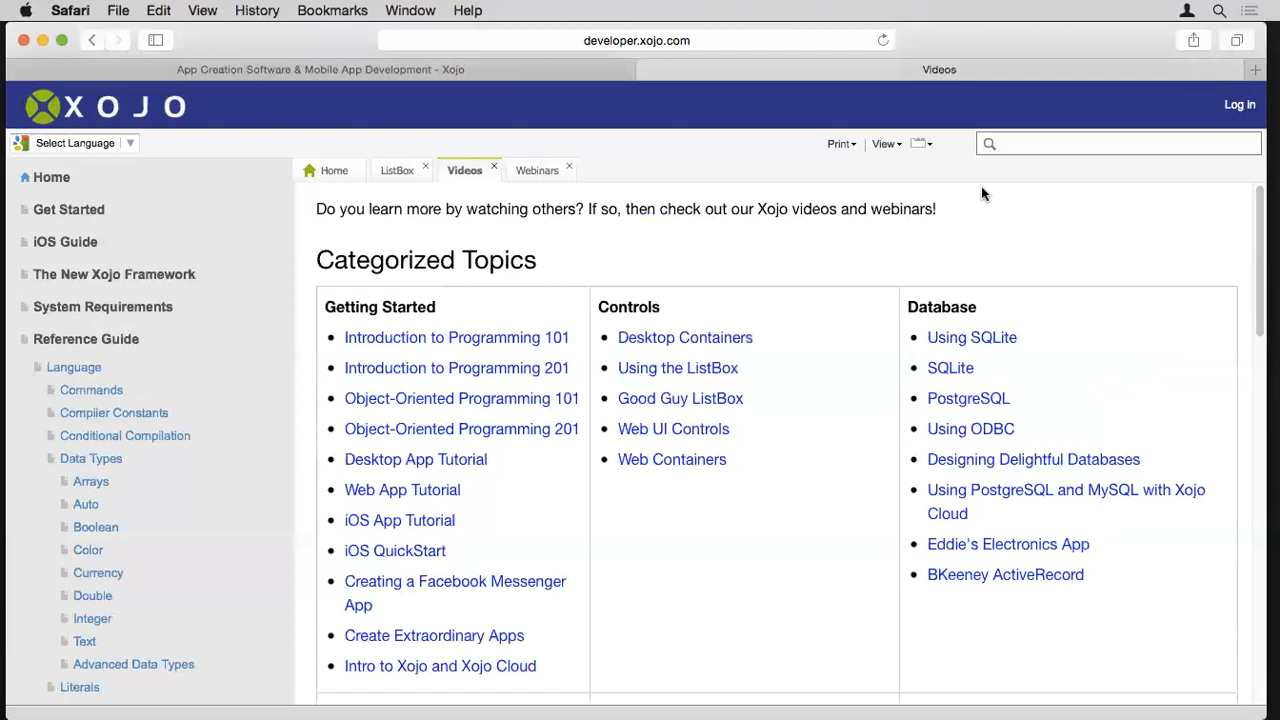 Safari File Edit View History Bookmarks Window Help
developer.xojo.com
App Creation Software & Mobile App Development - Xojo
Videos
XOJO
Log in
Select Language
Print
View
Home
ListBox
Videos
Webinars
Home
Get Started
iOS Guide
The New Xojo Framework
System Requirements
Reference Guide
Language
Commands
Compiler Constants
Conditional Compilation
Data Types
Arrays
Auto
Boolean
Color
Currency
Double
Integer
Text
Advanced Data Types
Literals
Do you learn more by watching others? If so, then check out our Xojo videos and webinars!
Categorized Topics
Getting Started
Introduction to Programming 101
Introduction to Programming 201
Object-Oriented Programming 101
Object-Oriented Programming 201
Desktop App Tutorial
Web App Tutorial
iOS App Tutorial
iOS QuickStart
Creating a Facebook Messenger
App
Create Extraordinary Apps
Intro to Xojo and Xojo Cloud
Controls
Desktop Containers
Using the ListBox
Good Guy ListBox
Web UI Controls
Web Containers
Database
Using SQLite
SQLite
PostgreSQL
Using ODBC
Designing Delightful Databases
Using PostgreSQL and MySQL with Xojo
Cloud
Eddie's Electronics App
BKeeney ActiveRecord